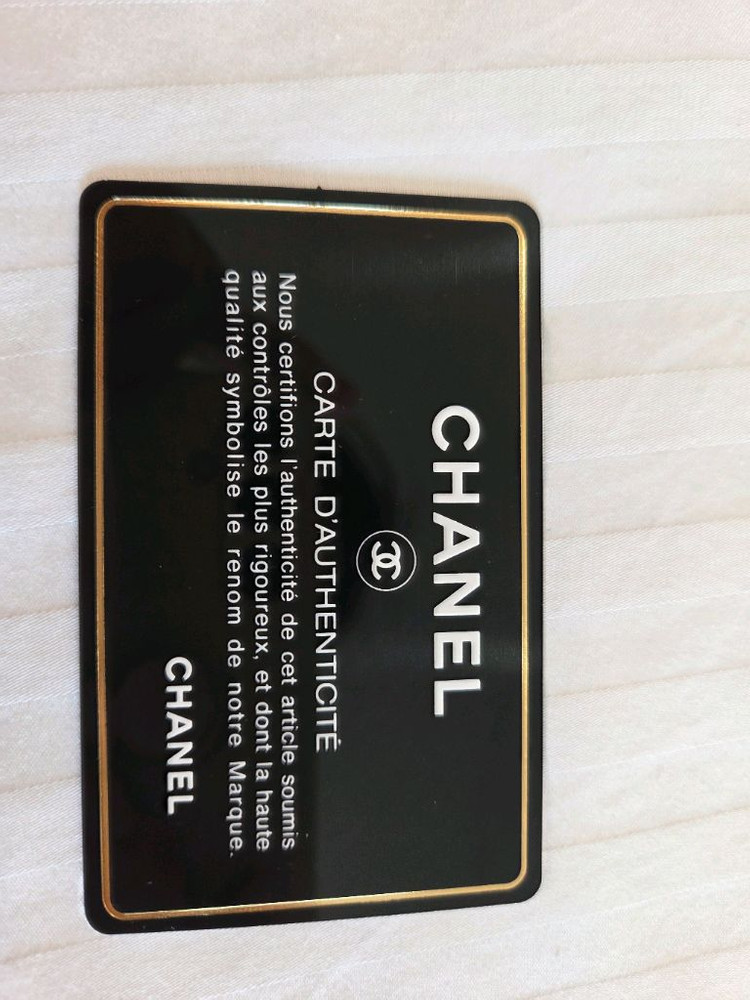 CHANEL
CARTE D'AUTHENTICITÉ
Nous certifions l'authenticité de cet article soumis
aux contrôles les plus rigoureux, et dont la haute
qualité symbolise le renom de notre Marque.
CHANEL